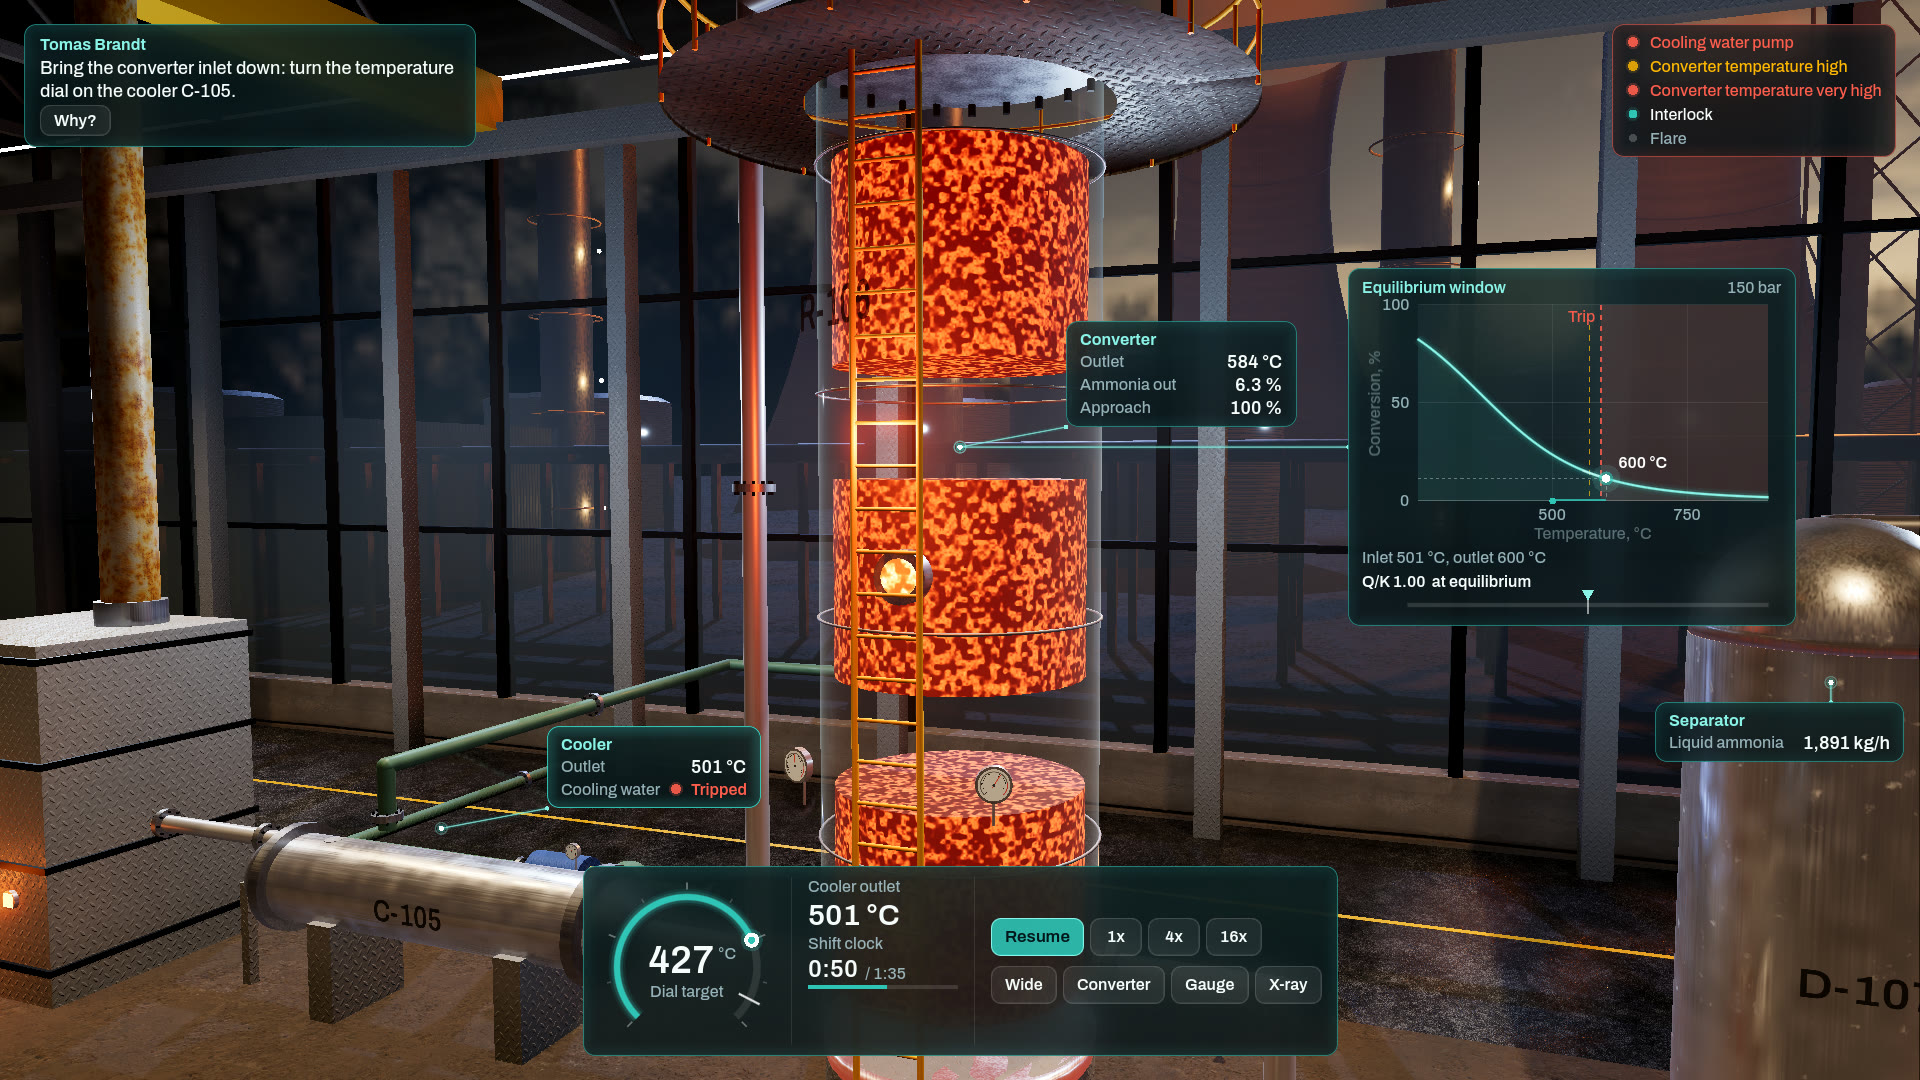 Tomas Brandt
Bring the converter inlet down: turn the temperature
dial on the cooler C-105.
Why?
Cooling water pump
Converter temperature high
Converter temperature very high
Interlock
Flare
Equilibrium window 150 bar
100
Trip
50
600 °C
0
500 750
Conversion, %
Temperature, °C
Inlet 501 °C, outlet 600 °C
Q/K 1.00 at equilibrium
Converter
Outlet 584 °C
Ammonia out 6.3 %
Approach 100 %
Separator
Liquid ammonia 1,891 kg/h
Cooler
Outlet 501 °C
Cooling water Tripped
C-105
427 °C
Dial target
Cooler outlet
501 °C
Shift clock
0:50 / 1:35
Resume 1x 4x 16x
Wide Converter Gauge X-ray